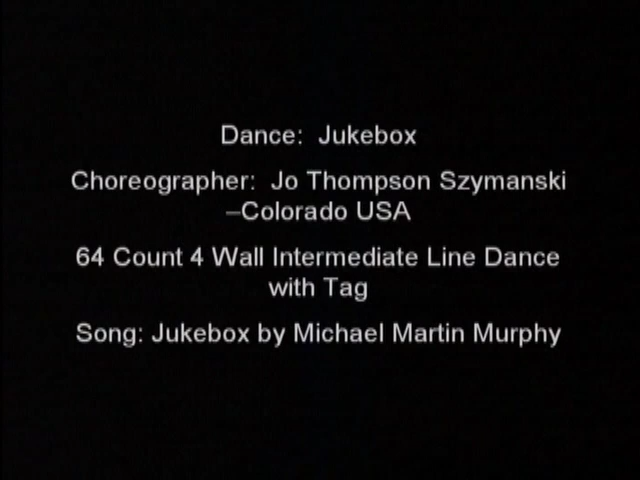 Dance:  Jukebox
Choreographer:  Jo Thompson Szymanski
–Colorado USA
64 Count 4 Wall Intermediate Line Dance
with Tag
Song: Jukebox by Michael Martin Murphy